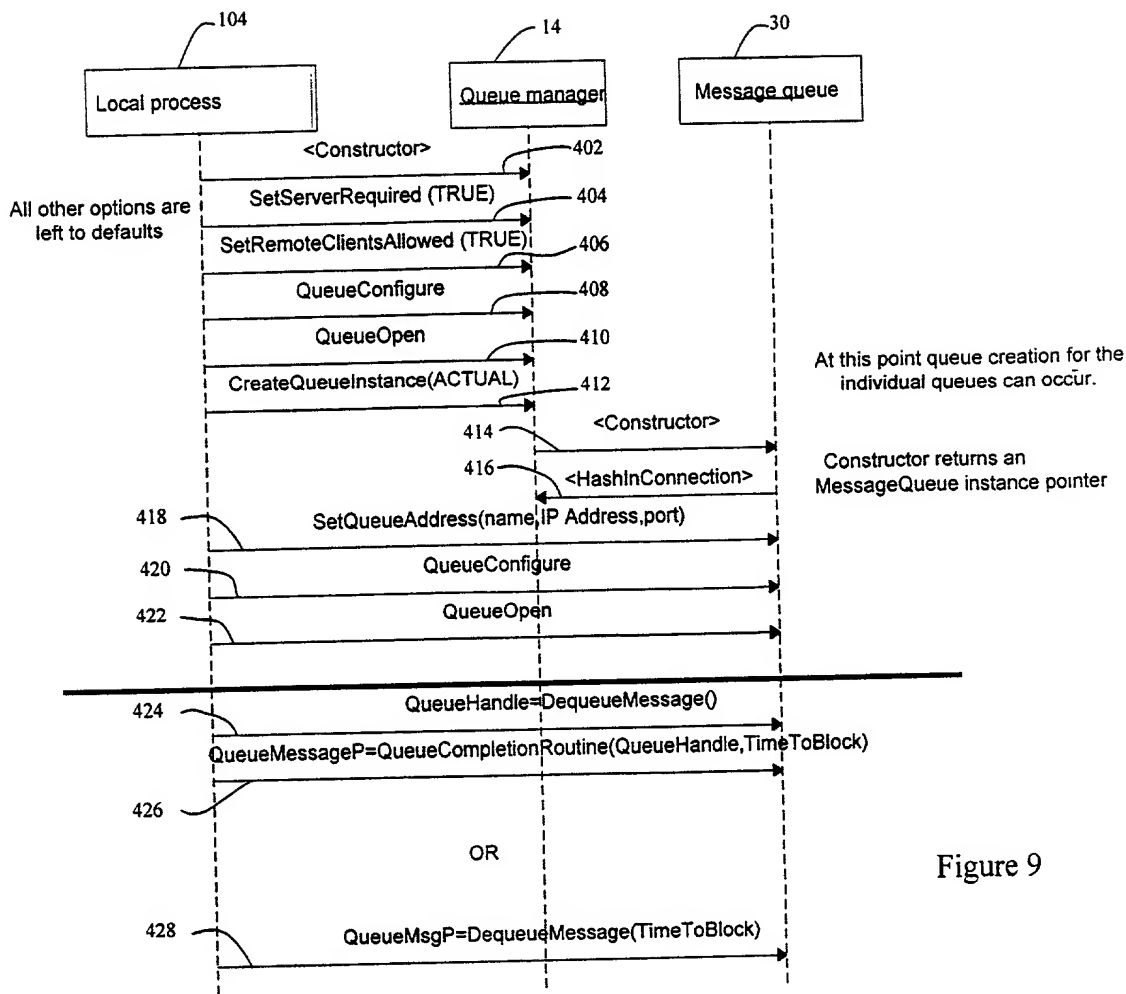 104
14
30
Local process
Queue manager
Message queue
<Constructor>
402
SetServerRequired (TRUE)
404
All other options are
left to defaults
SetRemoteClientsAllowed (TRUE)
406
QueueConfigure
408
QueueOpen
410
At this point queue creation for the
individual queues can occur.
CreateQueueInstance(ACTUAL)
412
<Constructor>
414
416
<HashInConnection>
Constructor returns an
MessageQueue instance pointer
418
SetQueueAddress(name,IP Address,port)
420
QueueConfigure
422
QueueOpen
424
QueueHandle=DequeueMessage()
QueueMessageP=QueueCompletionRoutine(QueueHandle,TimeToBlock)
426
OR
Figure 9
428
QueueMsgP=DequeueMessage(TimeToBlock)